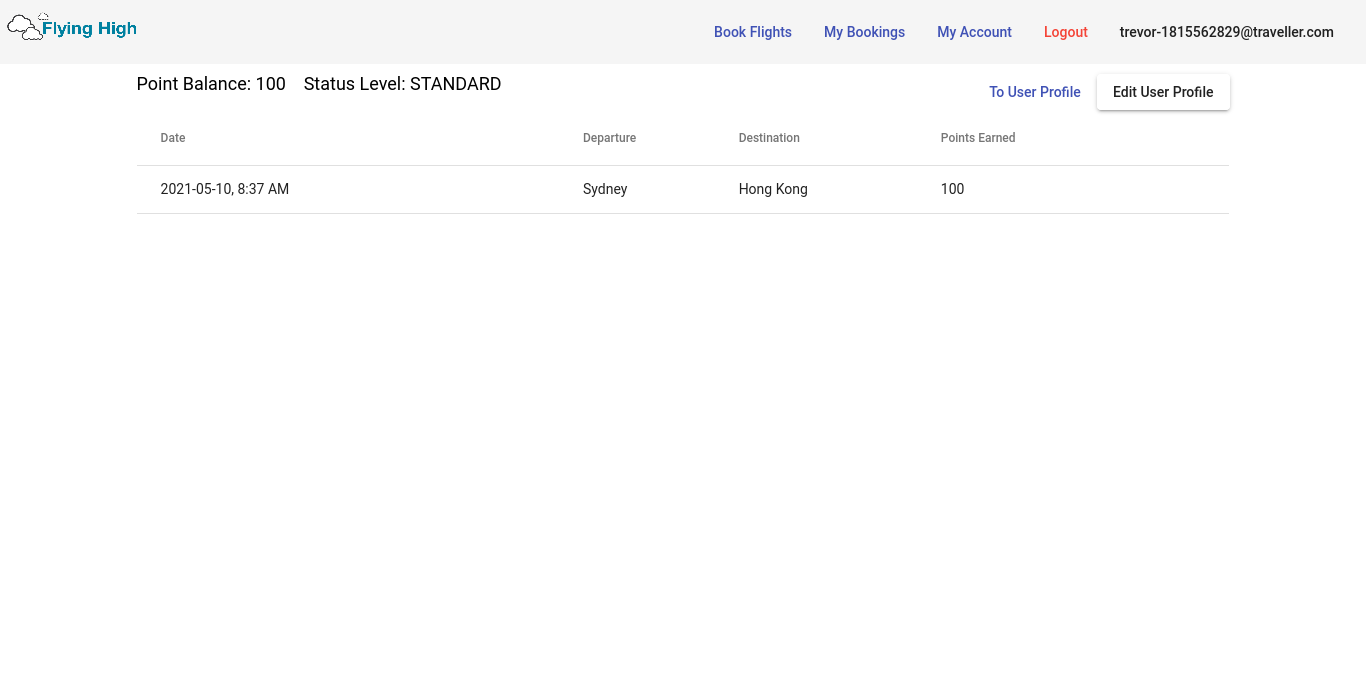 Flying High
Book Flights My Bookings My Account Logout trevor-1815562829@traveller.com
Point Balance: 100 Status Level: STANDARD
To User Profile Edit User Profile
Date Departure Destination Points Earned
2021-05-10, 8:37 AM Sydney Hong Kong 100